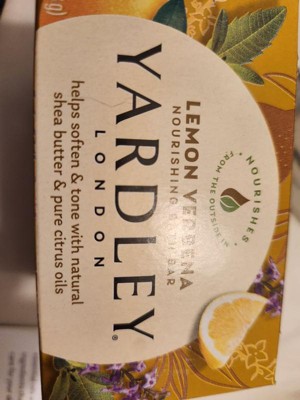 YARDLEY®
LONDON
LEMON VERBENA
NOURISHING BATH BAR
helps soften & tone with natural
shea butter & pure citrus oils
NOURISHES
FROM THE OUTSIDE IN
g)